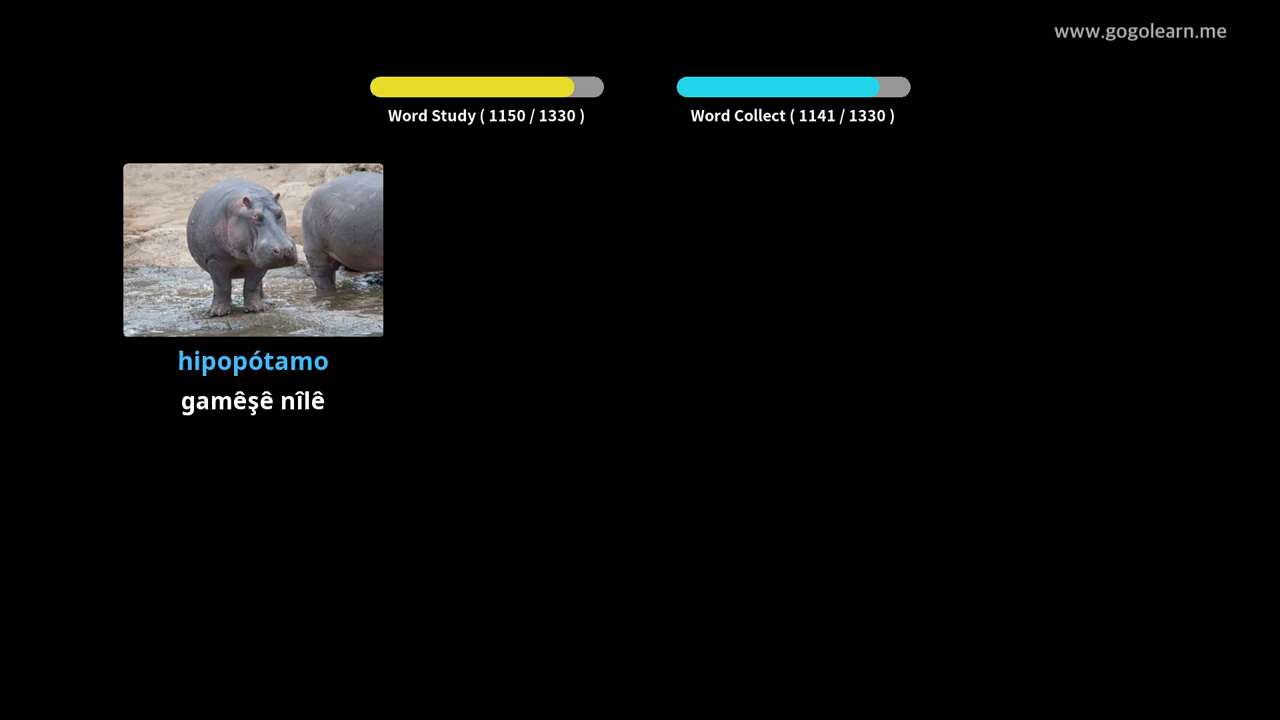 www.gogolearn.me
Word Study ( 1150 / 1330 )
Word Collect ( 1141 / 1330 )
hipopótamo
gamêşê nîlê